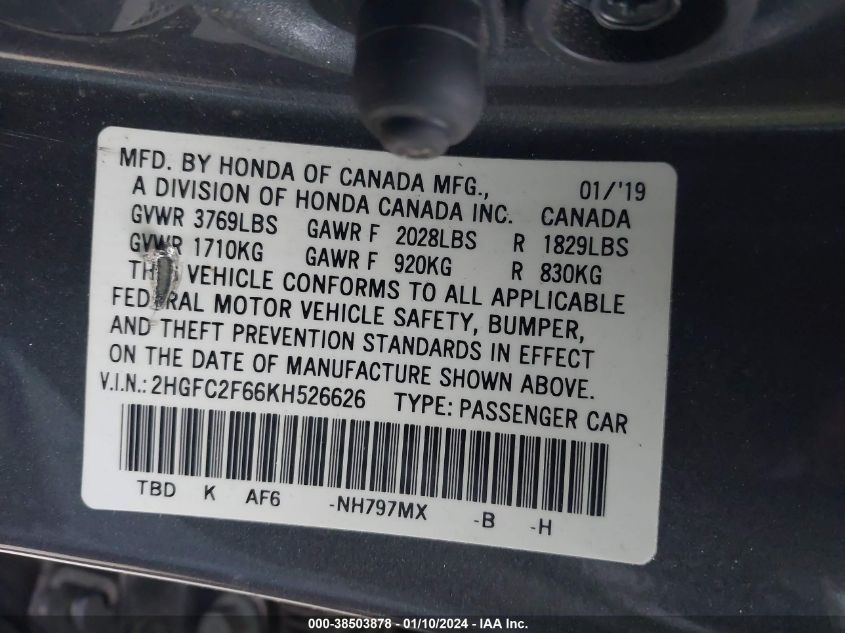 MFD. BY HONDA OF CANADA MFG., 01/'19
A DIVISION OF HONDA CANADA INC. CANADA
GVWR 3769LBS GAWR F 2028LBS R 1829LBS
GVWR 1710KG GAWR F 920KG R 830KG
VEHICLE CONFORMS TO ALL APPLICABLE
MOTOR VEHICLE SAFETY, BUMPER,
AND THEFT PREVENTION STANDARDS IN EFFECT
ON THE DATE OF MANUFACTURE SHOWN ABOVE.
V.I.N.: 2HGFC2F66KH526626 TYPE: PASSENGER CAR
TBD K AF6 -NH797MX -B -H
000-38503878 - 01/10/2024 - IAA Inc.